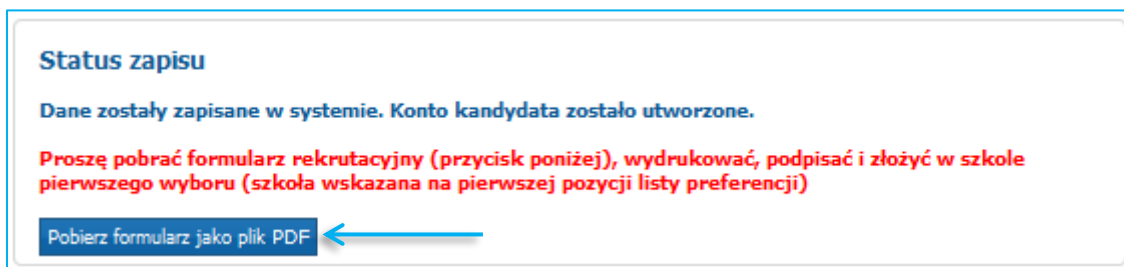 Status zapisu
Dane zostały zapisane w systemie. Konto kandydata zostało utworzone.
Proszę pobrać formularz rekrutacyjny (przycisk poniżej), wydrukować, podpisać i złożyć w szkole
pierwszego wyboru (szkoła wskazana na pierwszej pozycji listy preferencji)
Pobierz formularz jako plik PDF